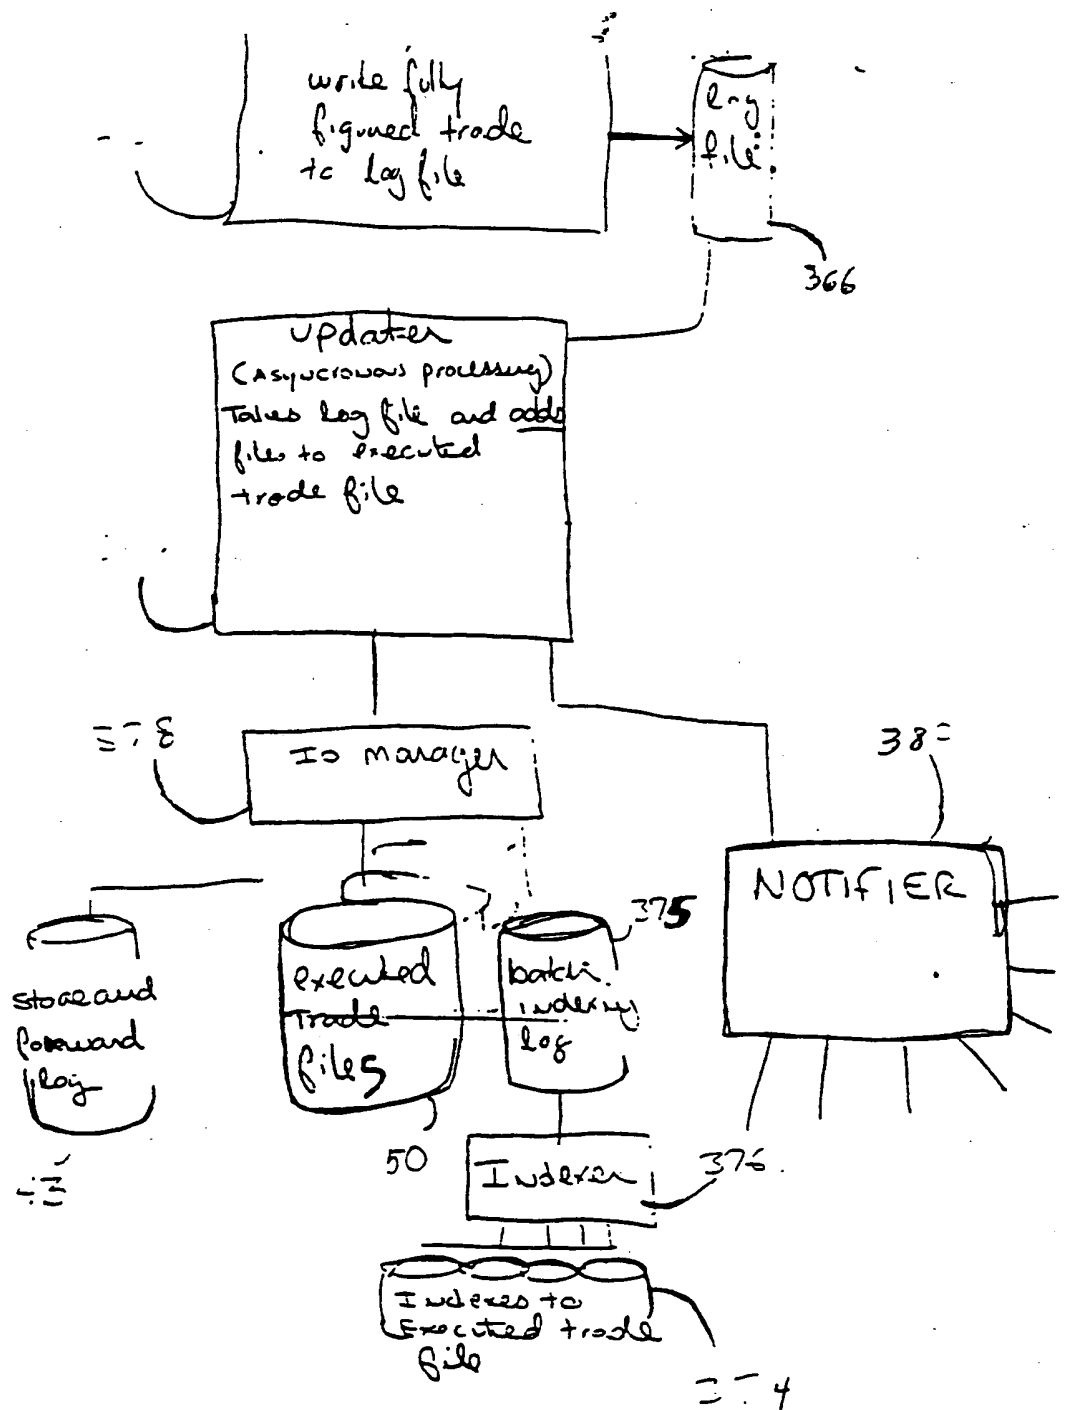 write fully
figured trade
to log file
log
file
366
updater
(Asyncronous processing)
Takes log file and adds
files to executed
trade file
IO manager
NOTIFIER
375
executed
trade
files
batch
indexing
log
store and
forward
log
50
Indexer
376
Indexes to
Executed trade
file